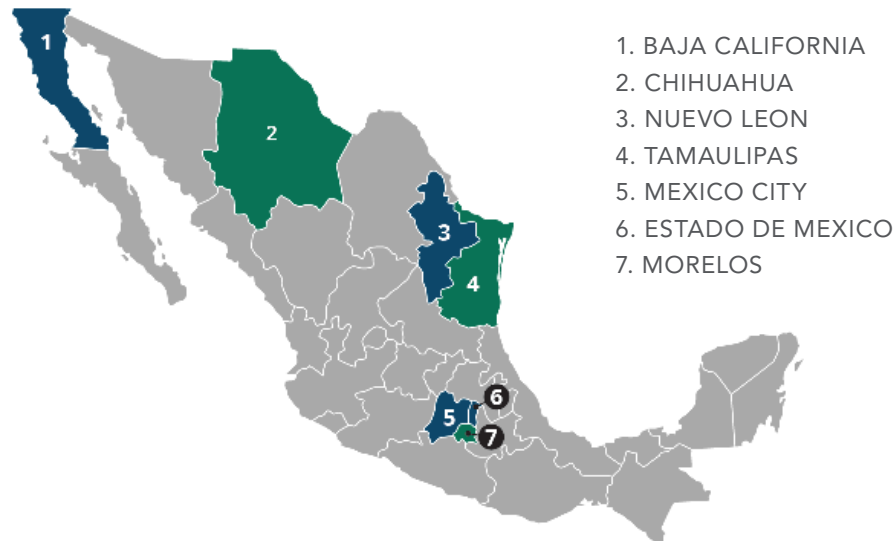 1
2
3
4
5
6
7
1. BAJA CALIFORNIA
2. CHIHUAHUA
3. NUEVO LEON
4. TAMAULIPAS
5. MEXICO CITY
6. ESTADO DE MEXICO
7. MORELOS